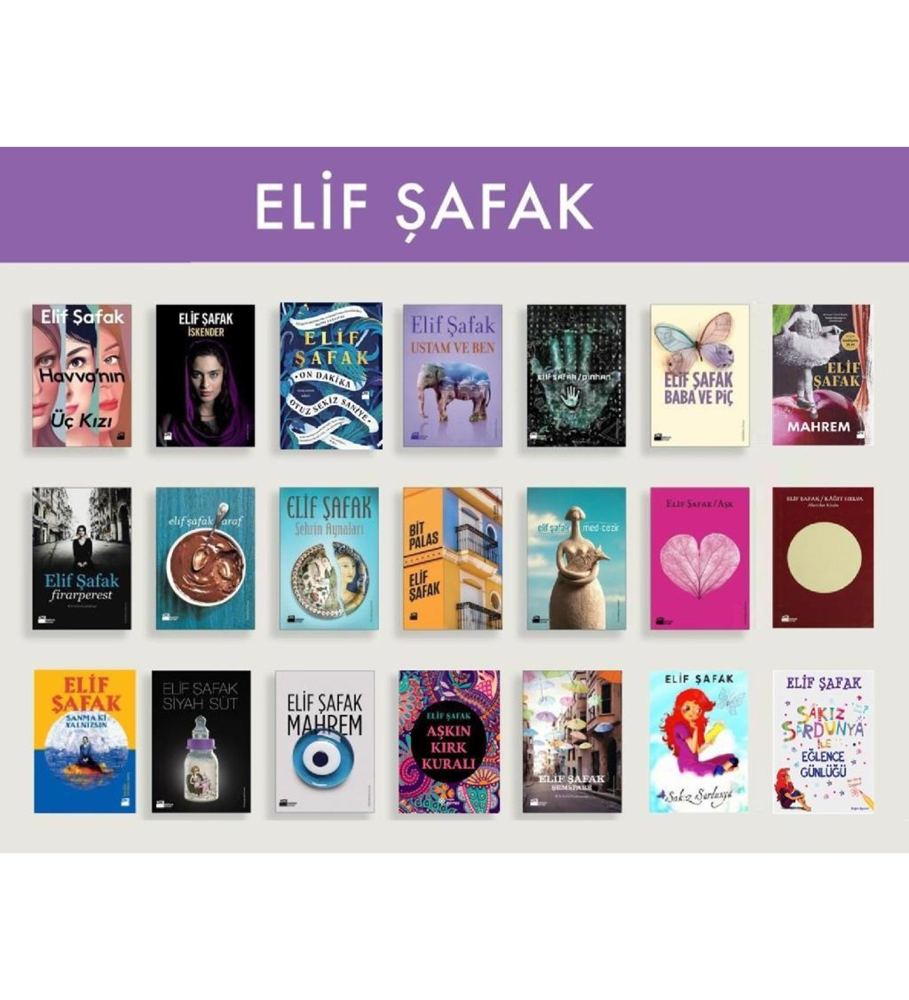 ELİF ŞAFAK
Elif Şafak
Havva'nın
Üç Kızı
ELİF ŞAFAK
İSKENDER
ELİF
ŞAFAK
ON DAKİKA
OTUZ SEKİZ SANİYE
Elif Şafak
USTAM VE BEN
elif şafak/pinhan
ELİF ŞAFAK
BABA VE PİÇ
ELİF
ŞAFAK
MAHREM
Elif Şafak
firarperest
elif şafak araf
ELİF ŞAFAK
Şehrin Aynaları
BİT
PALAS
ELİF
ŞAFAK
elif şafak med-cezir
ELİF ŞAFAK/AŞK
ELİF ŞAFAK/KÂĞIT HELVA
ELİF
ŞAFAK
SANMA Kİ
YALNIZSIN
ELİF ŞAFAK
SİYAH SÜT
ELİF ŞAFAK
MAHREM
ELİF ŞAFAK
AŞKIN
KIRK
KURALI
ELİF ŞAFAK
ŞEMSPARE
ELİF ŞAFAK
Sakız Sardunya
ELİF ŞAFAK
SAKIZ
SARDUNYA
İLE
EĞLENCE
GÜNLÜĞÜ